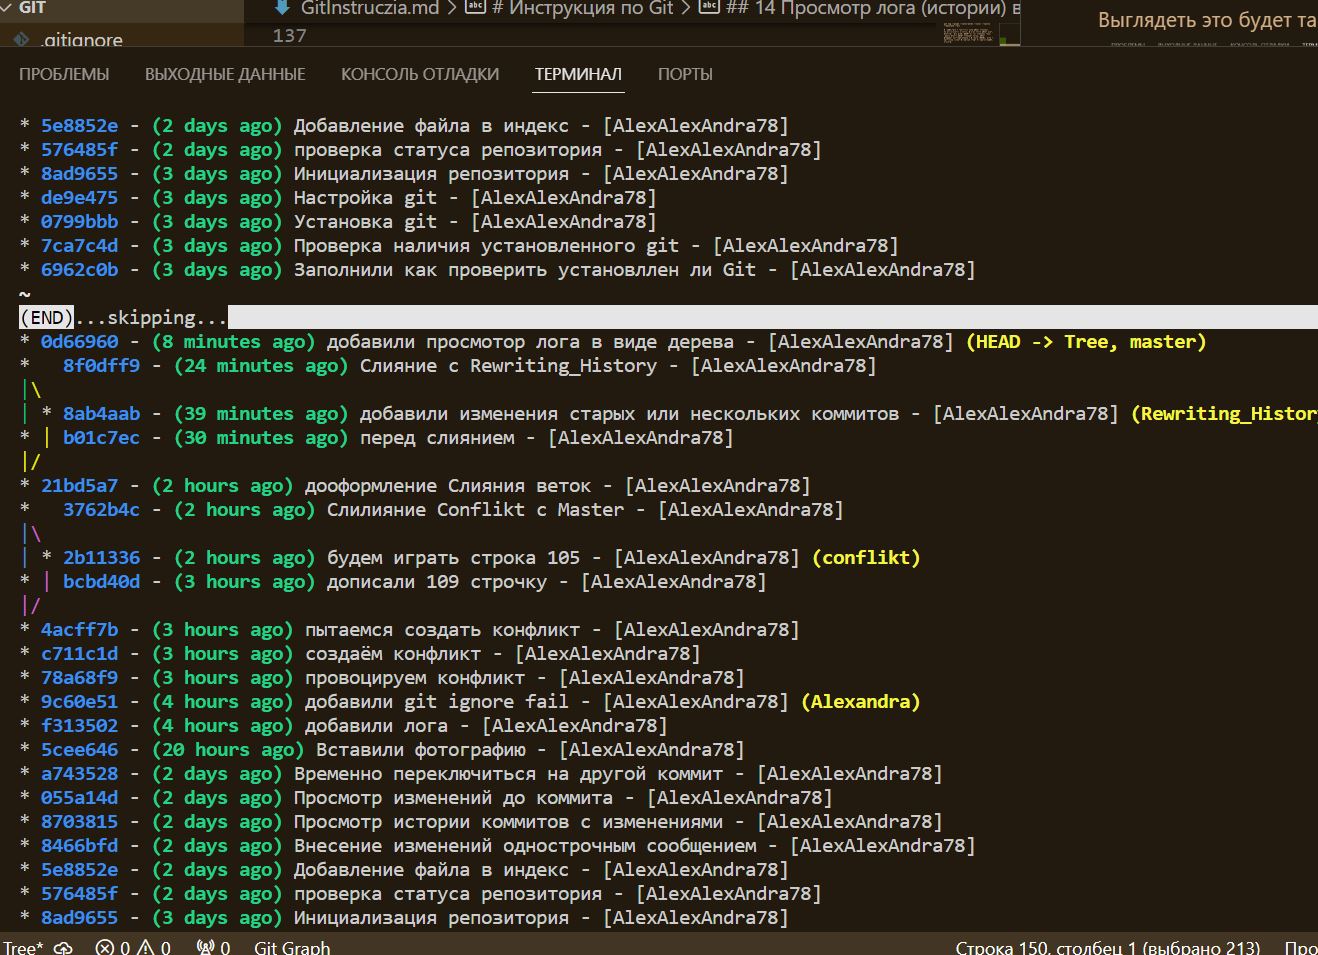 GIT
GitInstruczia.md > # Инструкция по Git > ## 14 Просмотр лога (истории) в
Выглядеть это будет та
.gitignore
137
ПРОБЛЕМЫ ВЫХОДНЫЕ ДАННЫЕ КОНСОЛЬ ОТЛАДКИ ТЕРМИНАЛ ПОРТЫ
* 5e8852e - (2 days ago) Добавление файла в индекс - [AlexAlexAndra78]
* 576485f - (2 days ago) проверка статуса репозитория - [AlexAlexAndra78]
* 8ad9655 - (3 days ago) Инициализация репозитория - [AlexAlexAndra78]
* de9e475 - (3 days ago) Настройка git - [AlexAlexAndra78]
* 0799bbb - (3 days ago) Установка git - [AlexAlexAndra78]
* 7ca7c4d - (3 days ago) Проверка наличия установленного git - [AlexAlexAndra78]
* 6962c0b - (3 days ago) Заполнили как проверить установллен ли Git - [AlexAlexAndra78]
~
(END)...skipping...
* 0d66960 - (8 minutes ago) добавили просмотор лога в виде дерева - [AlexAlexAndra78] (HEAD -> Tree, master)
*   8f0dff9 - (24 minutes ago) Слияние с Rewriting_History - [AlexAlexAndra78]
|\
| * 8ab4aab - (39 minutes ago) добавили изменения старых или нескольких коммитов - [AlexAlexAndra78] (Rewriting_Histor
* | b01c7ec - (30 minutes ago) перед слиянием - [AlexAlexAndra78]
|/
* 21bd5a7 - (2 hours ago) дооформление Слияния веток - [AlexAlexAndra78]
*   3762b4c - (2 hours ago) Слилияние Conflikt с Master - [AlexAlexAndra78]
|\
| * 2b11336 - (2 hours ago) будем играть строка 105 - [AlexAlexAndra78] (conflikt)
* | bcbd40d - (3 hours ago) дописали 109 строчку - [AlexAlexAndra78]
|/
* 4acff7b - (3 hours ago) пытаемся создать конфликт - [AlexAlexAndra78]
* c711c1d - (3 hours ago) создаём конфликт - [AlexAlexAndra78]
* 78a68f9 - (3 hours ago) провоцируем конфликт - [AlexAlexAndra78]
* 9c60e51 - (4 hours ago) добавили git ignore fail - [AlexAlexAndra78] (Alexandra)
* f313502 - (4 hours ago) добавили лога - [AlexAlexAndra78]
* 5cee646 - (20 hours ago) Вставили фотографию - [AlexAlexAndra78]
* a743528 - (2 days ago) Временно переключиться на другой коммит - [AlexAlexAndra78]
* 055a14d - (2 days ago) Просмотр изменений до коммита - [AlexAlexAndra78]
* 8703815 - (2 days ago) Просмотр истории коммитов с изменениями - [AlexAlexAndra78]
* 8466bfd - (2 days ago) Внесение изменений однострочным сообщением - [AlexAlexAndra78]
* 5e8852e - (2 days ago) Добавление файла в индекс - [AlexAlexAndra78]
* 576485f - (2 days ago) проверка статуса репозитория - [AlexAlexAndra78]
* 8ad9655 - (3 days ago) Инициализация репозитория - [AlexAlexAndra78]
Tree* 0 0 0 Git Graph Строка 150, столбец 1 (выбрано 213) Про